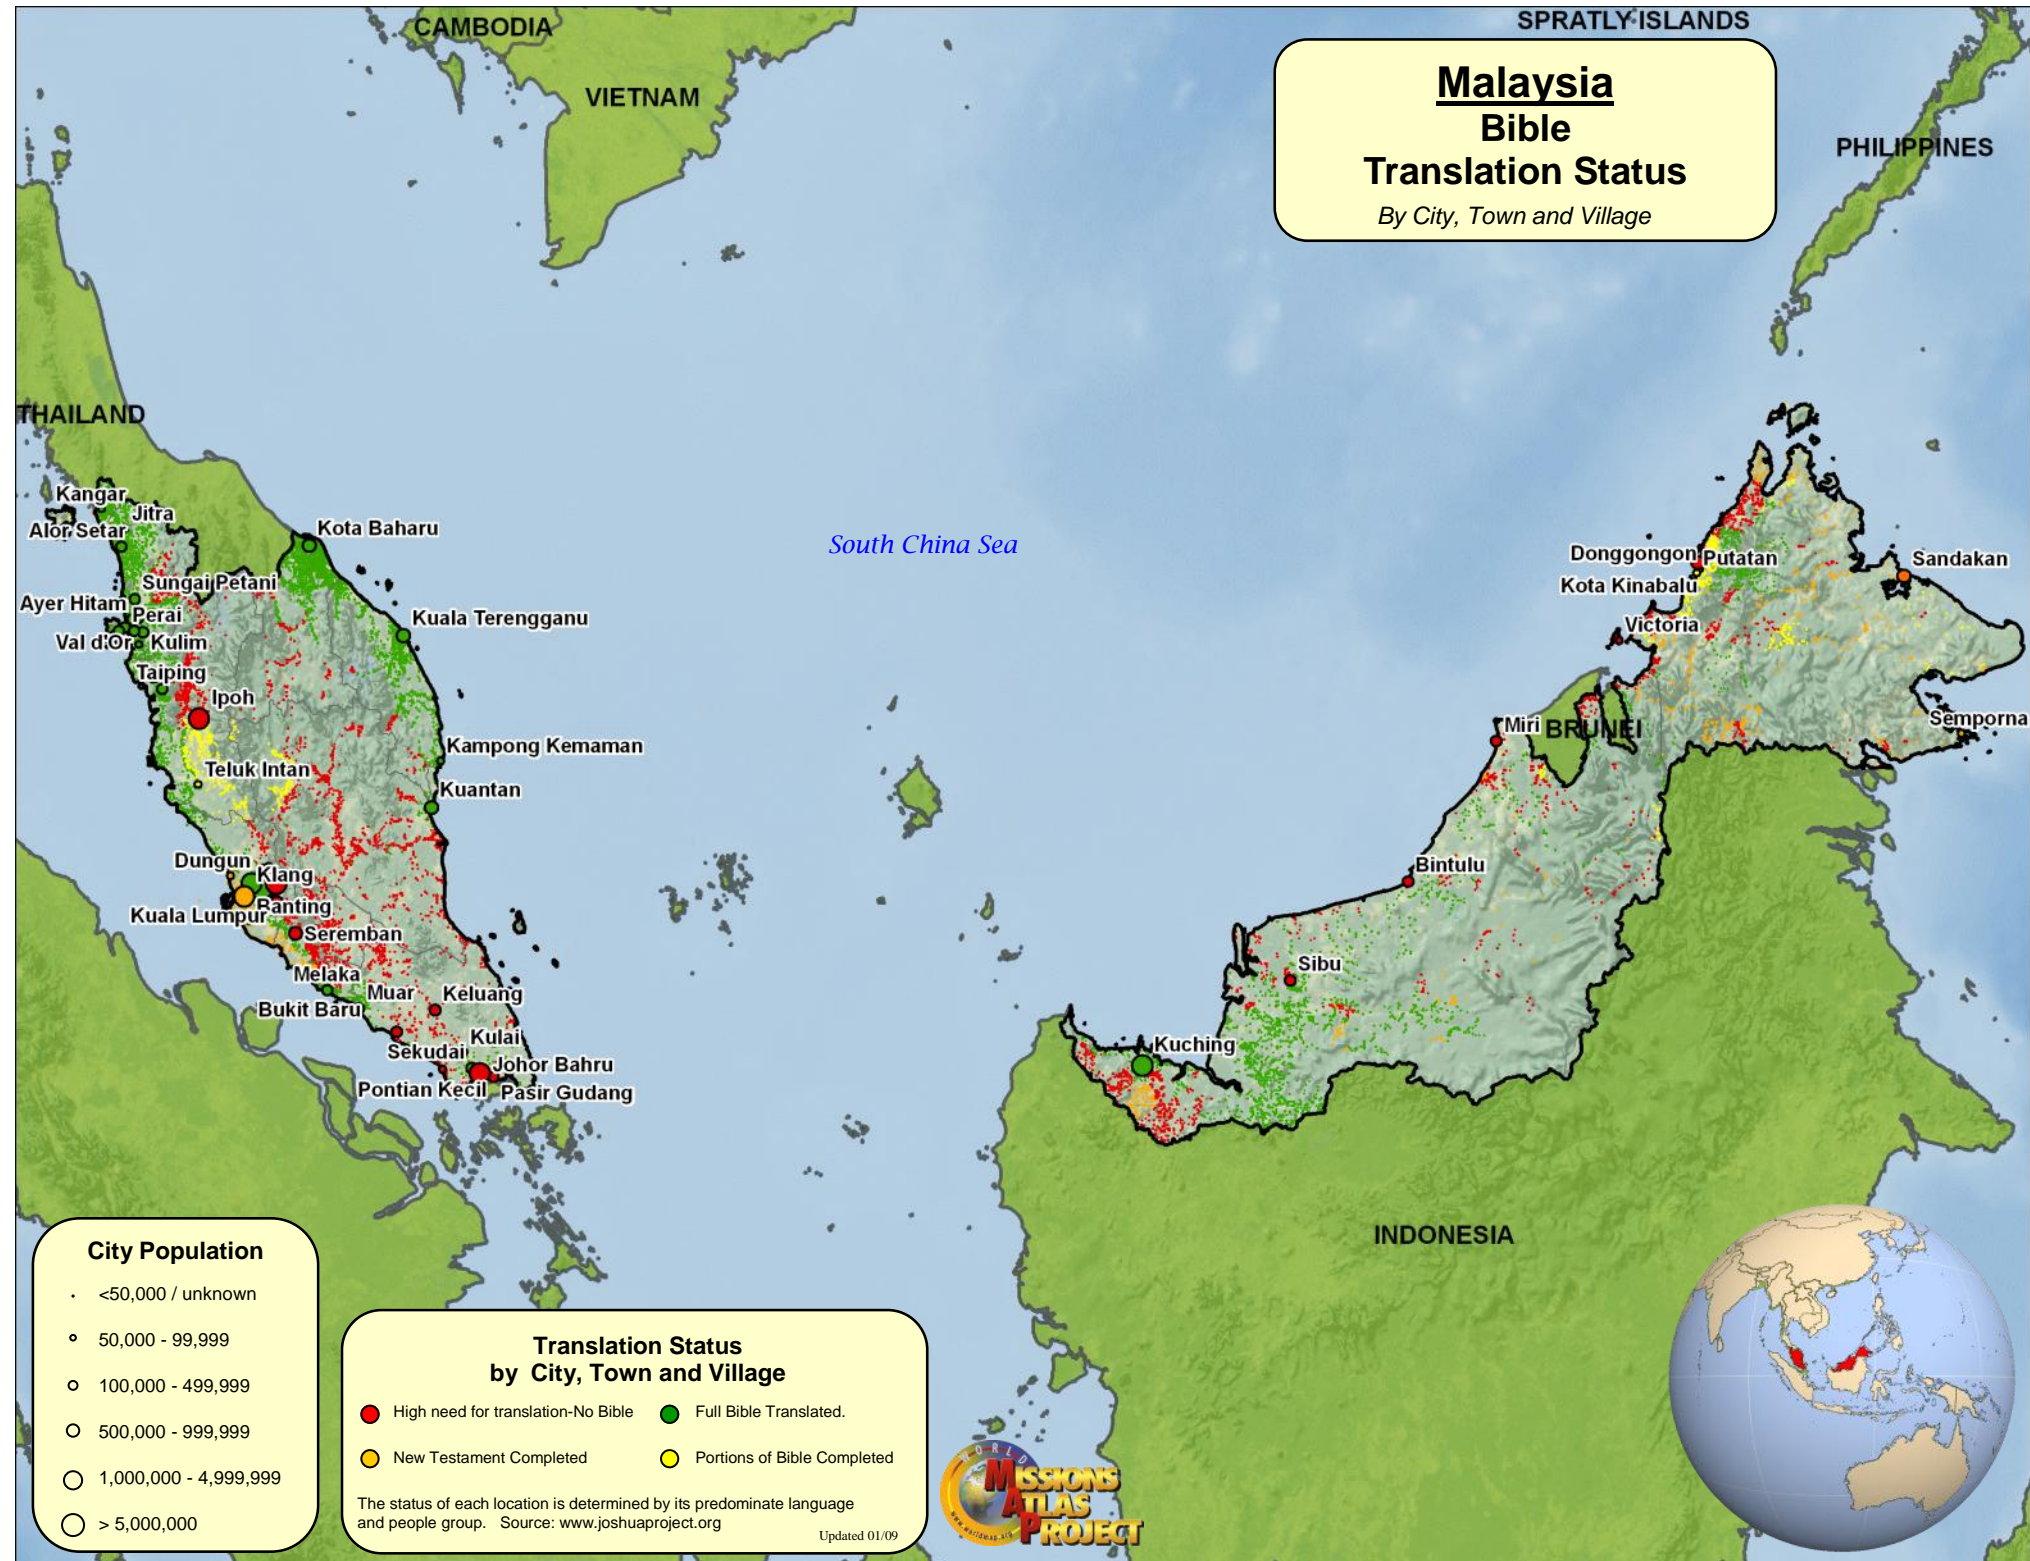 CAMBODIA
SPRATLY ISLANDS
VIETNAM
PHILIPPINES
Malaysia
Bible
Translation Status
By City, Town and Village
THAILAND
Kangar
Jitra
Alor Setar
Kota Baharu
Sungai Petani
Ayer Hitam
Perai
Val d'Or
Kulim
Kuala Terengganu
Taiping
Ipoh
Kampong Kemaman
Teluk Intan
Kuantan
Dungun
Klang
Banting
Kuala Lumpur
Seremban
Melaka
Muar
Keluang
Bukit Baru
Kulai
Sekudai
Johor Bahru
Pontian Kecil
Pasir Gudang
South China Sea
Donggongon
Putatan
Sandakan
Kota Kinabalu
Victoria
Semporna
Miri
BRUNEI
Bintulu
Sibu
Kuching
INDONESIA
City Population
<50,000 / unknown
50,000 - 99,999
100,000 - 499,999
500,000 - 999,999
1,000,000 - 4,999,999
> 5,000,000
Translation Status
by City, Town and Village
High need for translation-No Bible
Full Bible Translated.
New Testament Completed
Portions of Bible Completed
The status of each location is determined by its predominate language
and people group. Source: www.joshuaproject.org
Updated 01/09
WORLD
MISSIONS
ATLAS
PROJECT
www.worldmap.org